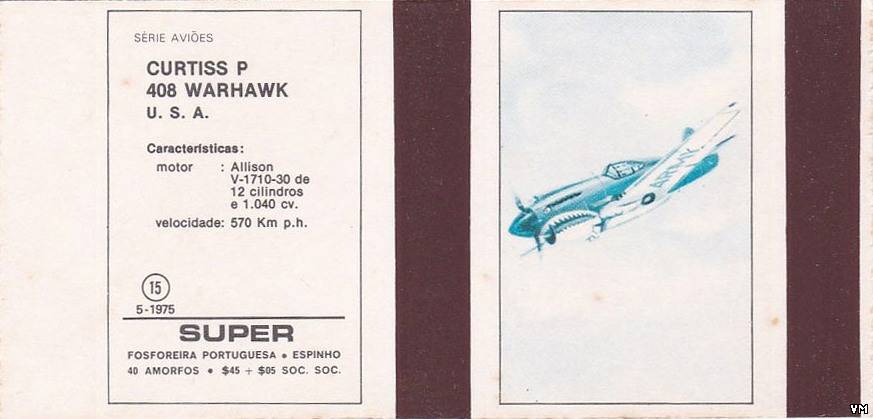 SÉRIE AVIÕES
CURTISS P
408 WARHAWK
U. S. A.
Características:
motor : Allison
V-1710-30 de
12 cilindros
e 1.040 cv.
velocidade: 570 Km p.h.
15
5-1975
SUPER
FOSFOREIRA PORTUGUESA • ESPINHO
40 AMORFOS • $45 + $05 SOC. SOC.
ARMY
VM